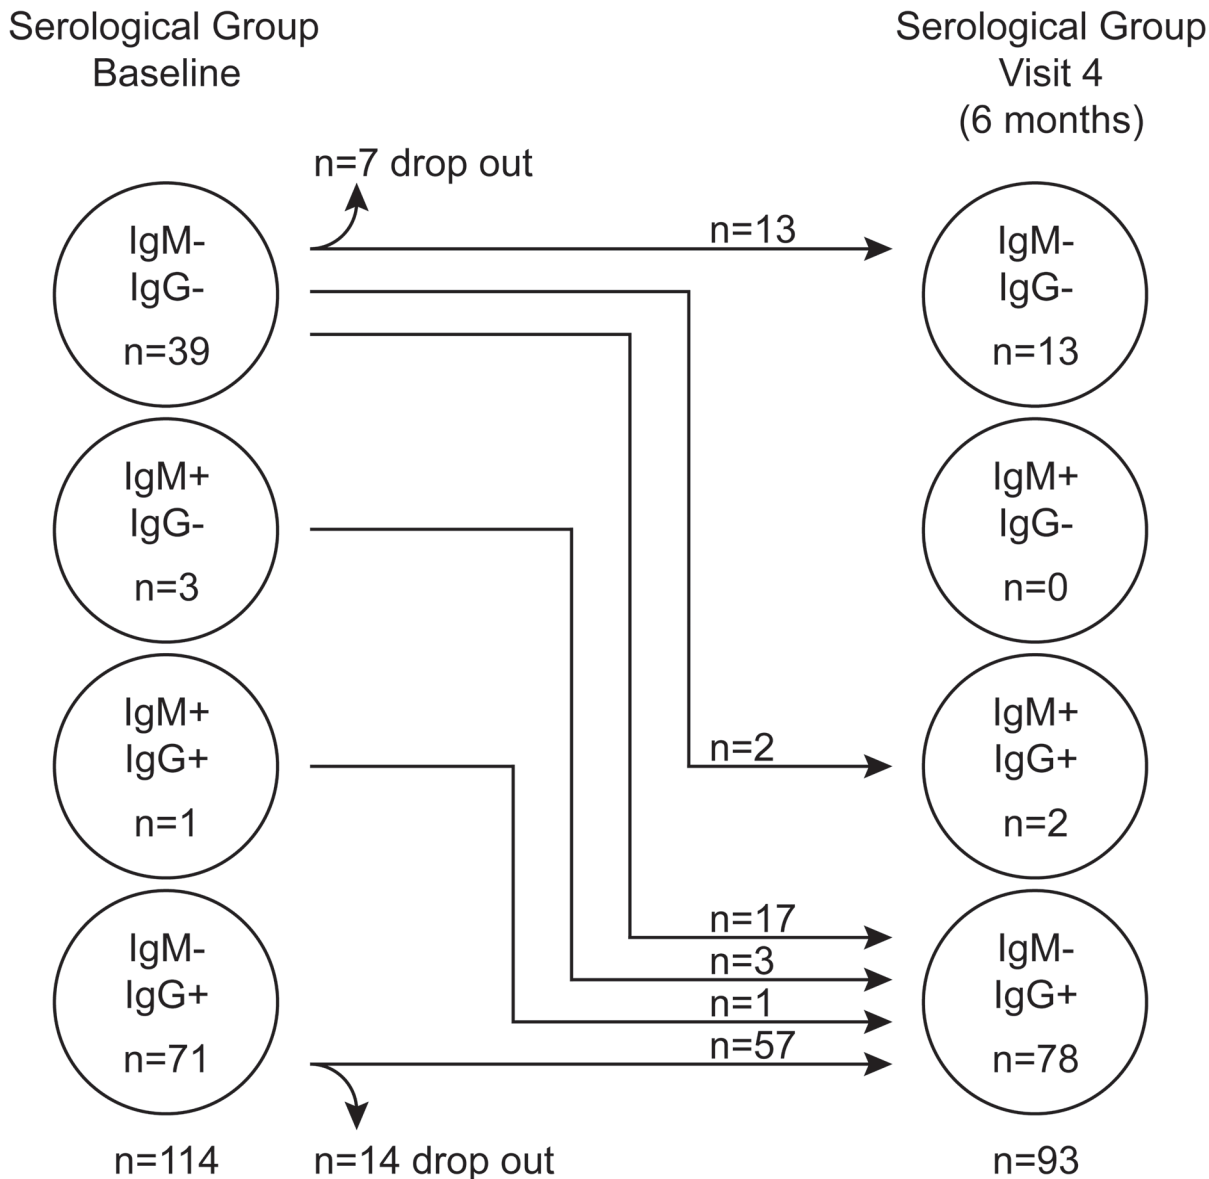 Serological Group
Baseline
Serological Group
Visit 4
(6 months)
n=7 drop out
IgM-
IgG-
n=39
n=13
IgM-
IgG-
n=13
IgM+
IgG-
n=3
IgM+
IgG-
n=0
IgM+
IgG+
n=1
n=2
IgM+
IgG+
n=2
IgM-
IgG+
n=71
n=17
n=3
n=1
n=57
IgM-
IgG+
n=78
n=114
n=14 drop out
n=93